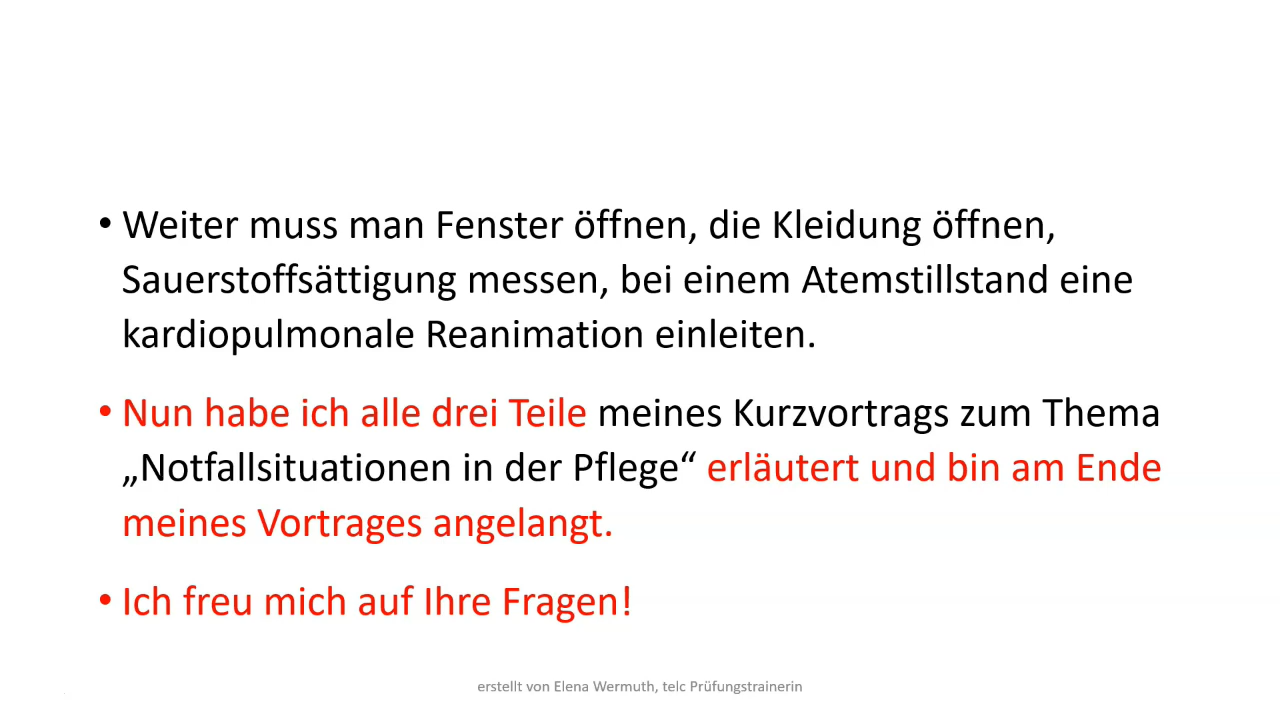 • Weiter muss man Fenster öffnen, die Kleidung öffnen,
Sauerstoffsättigung messen, bei einem Atemstillstand eine
kardiopulmonale Reanimation einleiten.
• Nun habe ich alle drei Teile meines Kurzvortrags zum Thema
„Notfallsituationen in der Pflege“ erläutert und bin am Ende
meines Vortrages angelangt.
• Ich freu mich auf Ihre Fragen!
erstellt von Elena Wermuth, telc Prüfungstrainerin